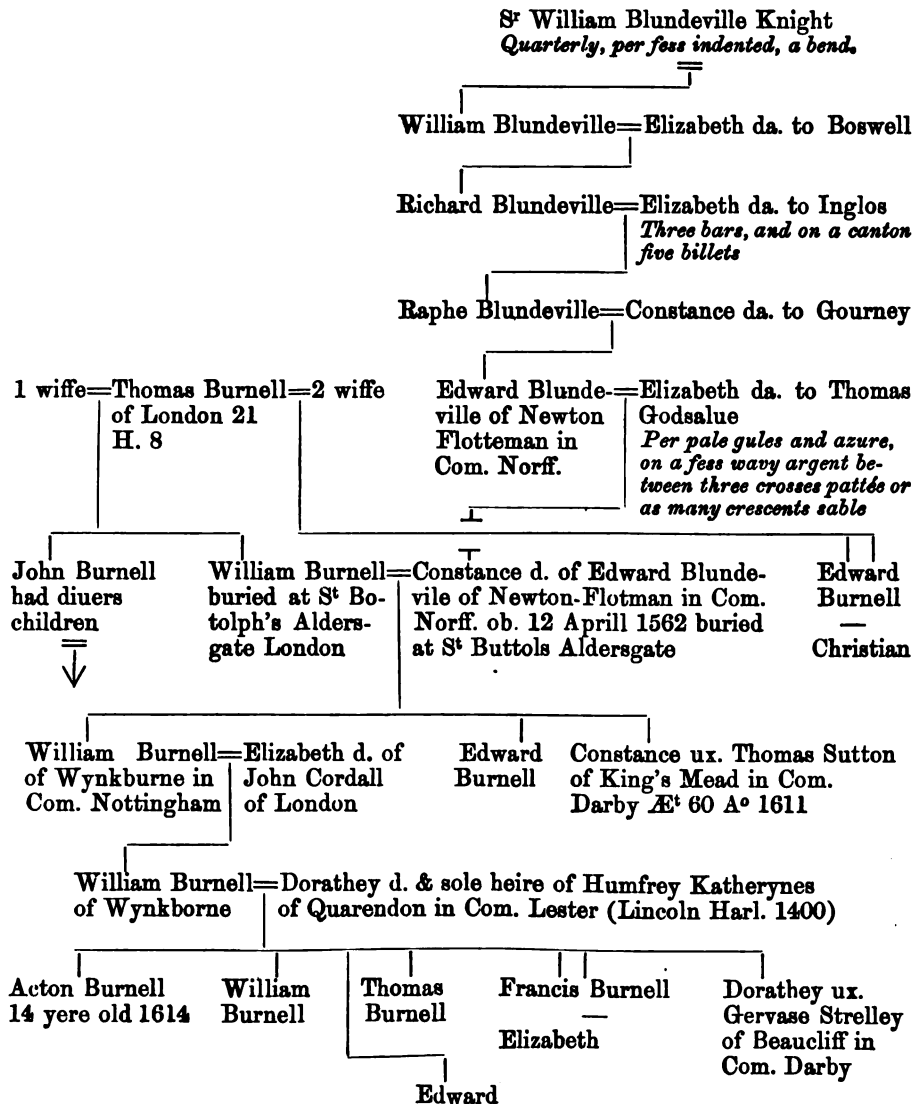 Sʳ William Blundeville Knight
Quarterly, per fess indented, a bend.
William Blundeville=Elizabeth da. to Boswell
Richard Blundeville=Elizabeth da. to Inglos
Three bars, and on a canton
five billets
Raphe Blundeville=Constance da. to Gourney
1 wiffe=Thomas Burnell=2 wiffe
of London 21
H. 8
Edward Blunde-=Elizabeth da. to Thomas
ville of Newton Godsalue
Flotteman in Per pale gules and azure,
Com. Norff. on a fess wavy argent be-
tween three crosses pattée or
as many crescents sable
John Burnell
had diuers
children
William Burnell=Constance d. of Edward Blunde-
buried at Sᵗ Bo- vile of Newton-Flotman in Com.
tolph's Alders- Norff. ob. 12 Aprill 1562 buried
gate London at Sᵗ Buttols Aldersgate
Edward
Burnell
—
Christian
William Burnell=Elizabeth d. of
of Wynkburne in John Cordall
Com. Nottingham of London
Edward
Burnell
Constance ux. Thomas Sutton
of King's Mead in Com.
Darby Æᵗ 60 Aº 1611
William Burnell=Dorathey d. & sole heire of Humfrey Katherynes
of Wynkborne of Quarendon in Com. Lester (Lincoln Harl. 1400)
Acton Burnell
14 yere old 1614
William
Burnell
Thomas
Burnell
Francis Burnell
—
Elizabeth
Dorathey ux.
Gervase Strelley
of Beaucliff in
Com. Darby
Edward